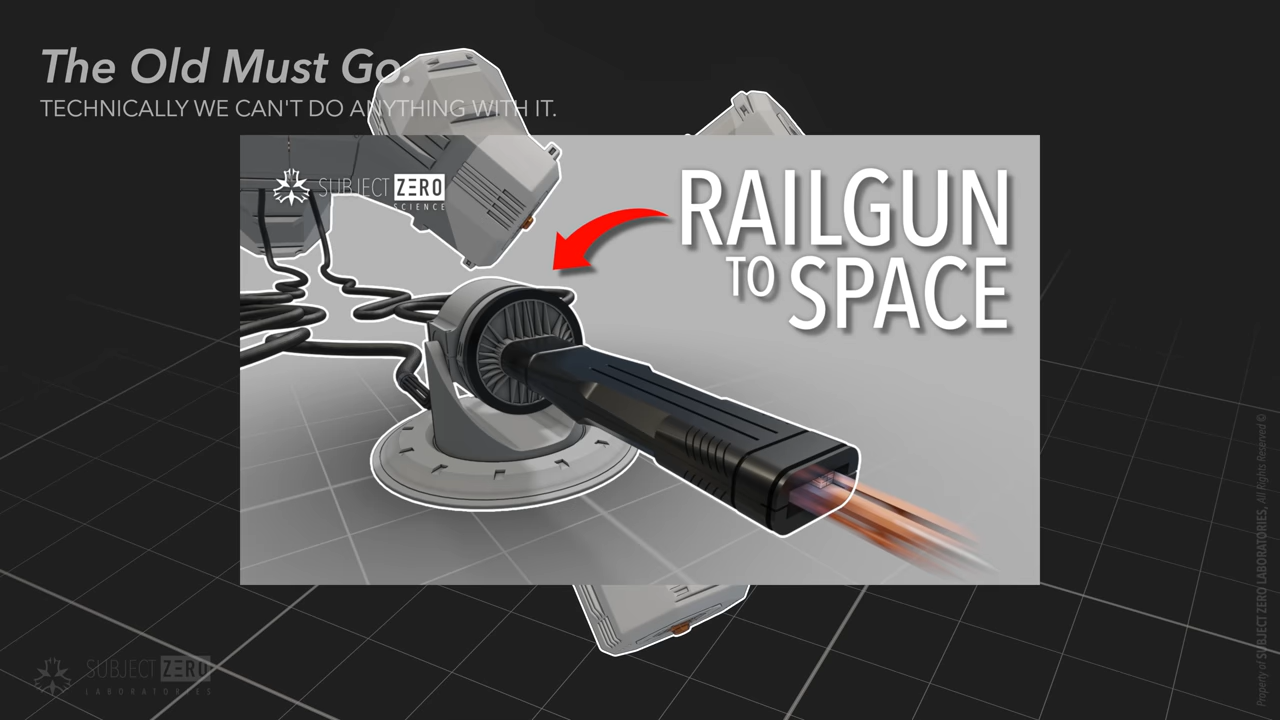 The Old Must Go.
TECHNICALLY WE CAN'T DO ANYTHING WITH IT.
SUBJECT ZERO
SCIENCE
RAILGUN
TO SPACE
SUBJECT ZERO
LABORATORIES
Property of SUBJECT ZERO LABORATORIES, All Rights Reserved ©